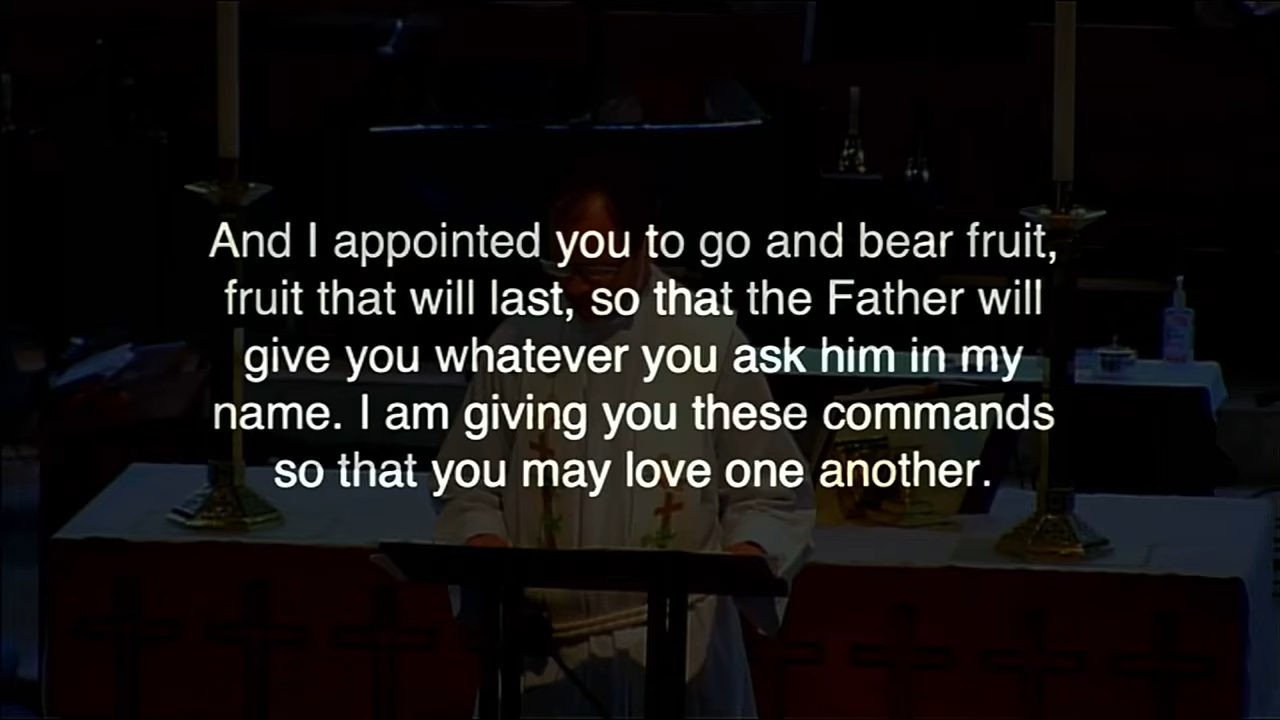 And I appointed you to go and bear fruit,
fruit that will last, so that the Father will
give you whatever you ask him in my
name. I am giving you these commands
so that you may love one another.